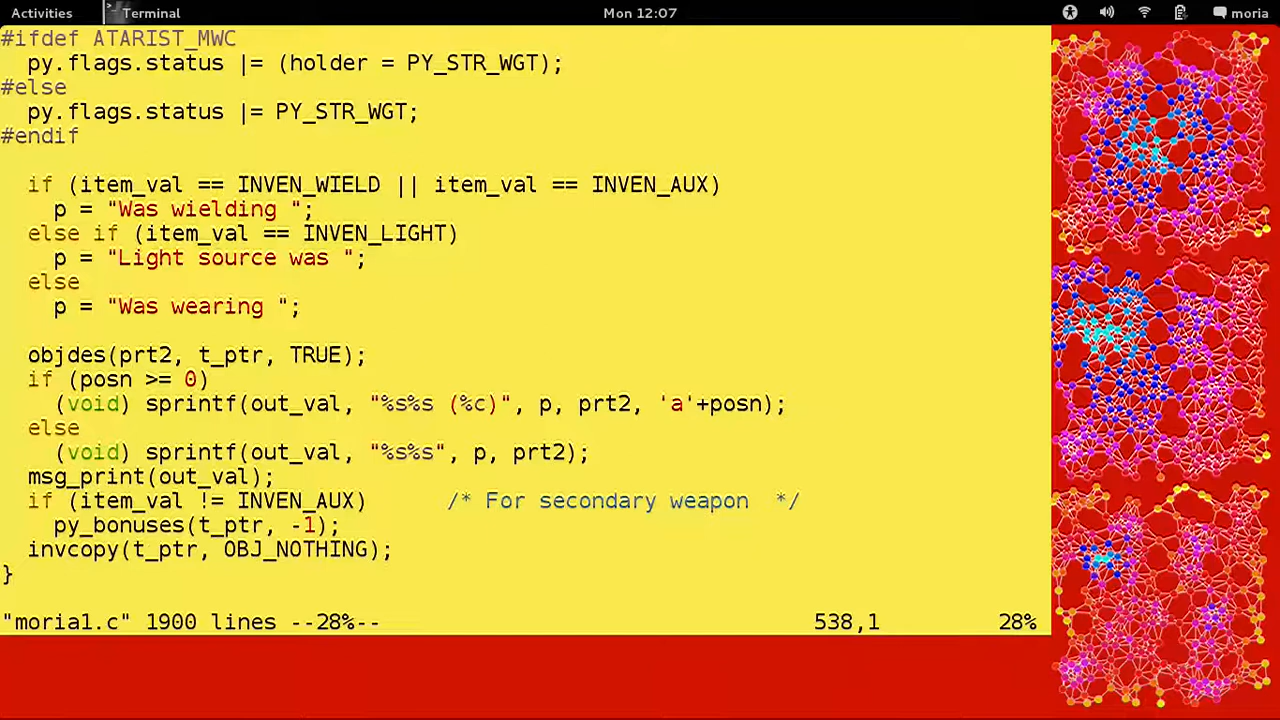 Activities Terminal Mon 12:07 moria
#ifdef ATARIST_MWC
  py.flags.status |= (holder = PY_STR_WGT);
#else
  py.flags.status |= PY_STR_WGT;
#endif
  if (item_val == INVEN_WIELD || item_val == INVEN_AUX)
    p = "Was wielding ";
  else if (item_val == INVEN_LIGHT)
    p = "Light source was ";
  else
    p = "Was wearing ";
  objdes(prt2, t_ptr, TRUE);
  if (posn >= 0)
    (void) sprintf(out_val, "%s%s (%c)", p, prt2, 'a'+posn);
  else
    (void) sprintf(out_val, "%s%s", p, prt2);
  msg_print(out_val);
  if (item_val != INVEN_AUX)      /* For secondary weapon  */
    py_bonuses(t_ptr, -1);
  invcopy(t_ptr, OBJ_NOTHING);
}
"moria1.c" 1900 lines --28%-- 538,1 28%